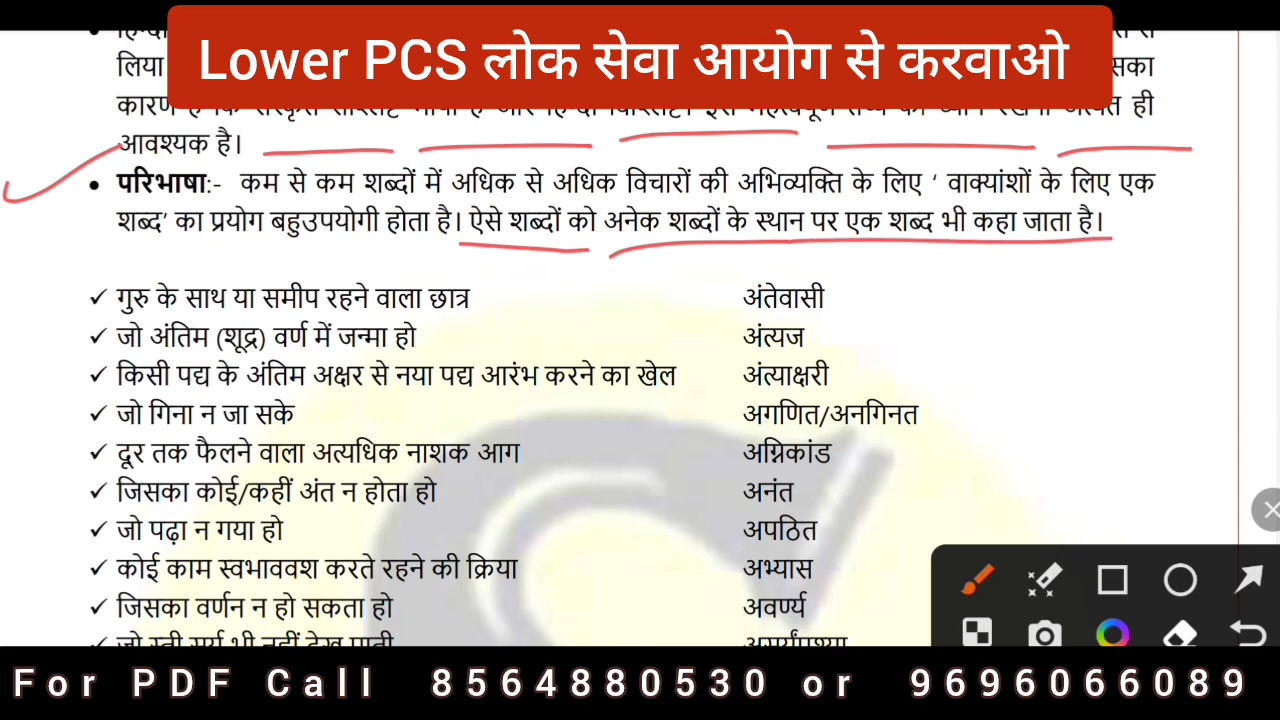 Lower PCS लोक सेवा आयोग से करवाओ
लिया
कारण ही
आवश्यक है।
• परिभाषा:- कम से कम शब्दों में अधिक से अधिक विचारों की अभिव्यक्ति के लिए ‘ वाक्यांशों के लिए एक
शब्द’ का प्रयोग बहुउपयोगी होता है। ऐसे शब्दों को अनेक शब्दों के स्थान पर एक शब्द भी कहा जाता है।
✓ गुरु के साथ या समीप रहने वाला छात्र अंतेवासी
✓ जो अंतिम (शूद्र) वर्ण में जन्मा हो अंत्यज
✓ किसी पद्य के अंतिम अक्षर से नया पद्य आरंभ करने का खेल अंत्याक्षरी
✓ जो गिना न जा सके अगणित/अनगिनत
✓ दूर तक फैलने वाला अत्यधिक नाशक आग अग्निकांड
✓ जिसका कोई/कहीं अंत न होता हो अनंत
✓ जो पढ़ा न गया हो अपठित
✓ कोई काम स्वभाववश करते रहने की क्रिया अभ्यास
✓ जिसका वर्णन न हो सकता हो अवर्ण्य
For PDF Call 8564880530 or 9696066089